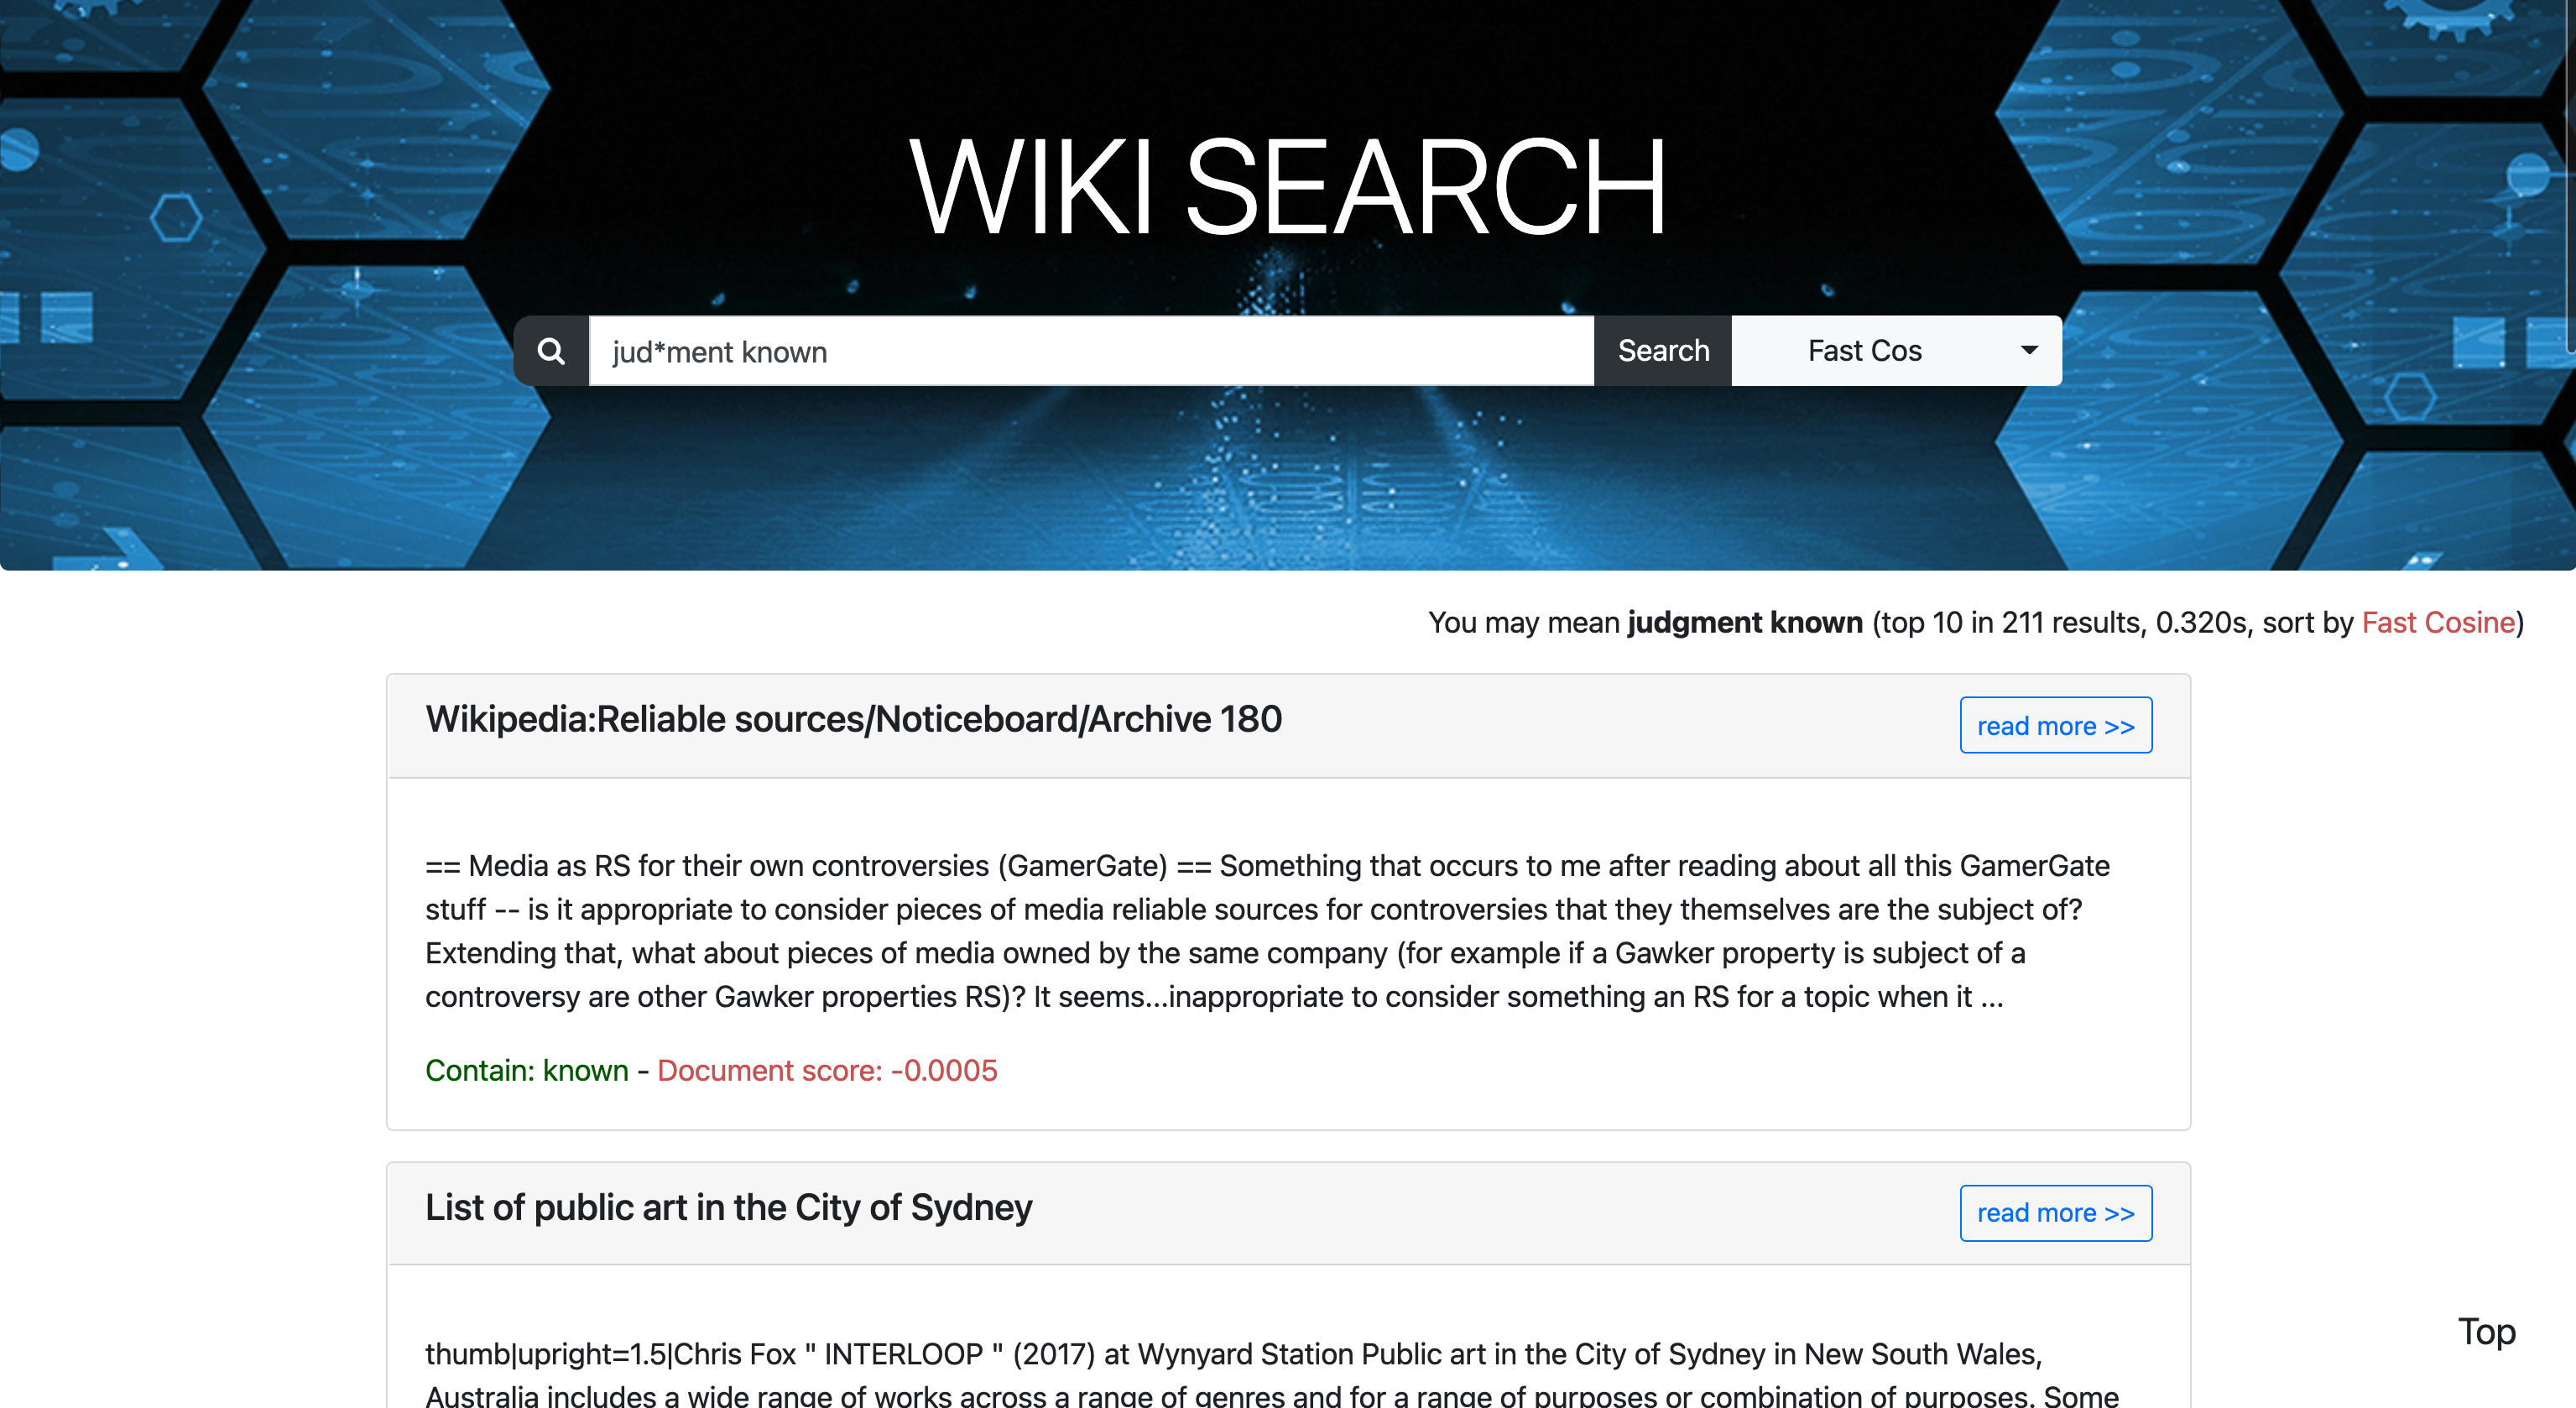 WIKI SEARCH
jud*ment known
Search
Fast Cos
You may mean judgment known (top 10 in 211 results, 0.320s, sort by Fast Cosine)
Wikipedia:Reliable sources/Noticeboard/Archive 180
read more >>
== Media as RS for their own controversies (GamerGate) == Something that occurs to me after reading about all this GamerGate
stuff -- is it appropriate to consider pieces of media reliable sources for controversies that they themselves are the subject of?
Extending that, what about pieces of media owned by the same company (for example if a Gawker property is subject of a
controversy are other Gawker properties RS)? It seems...inappropriate to consider something an RS for a topic when it ...
Contain: known - Document score: -0.0005
List of public art in the City of Sydney
read more >>
thumb|upright=1.5|Chris Fox " INTERLOOP " (2017) at Wynyard Station Public art in the City of Sydney in New South Wales,
Australia includes a wide range of works across a range of genres and for a range of purposes or combination of purposes. Some
Top